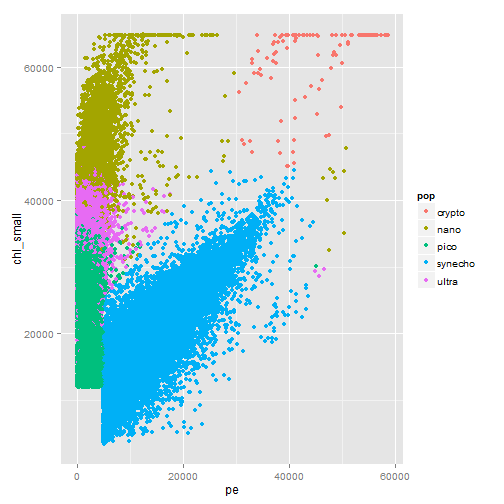 60000
40000
20000
chl_small
0
20000
40000
60000
pe
pop
crypto
nano
pico
synecho
ultra